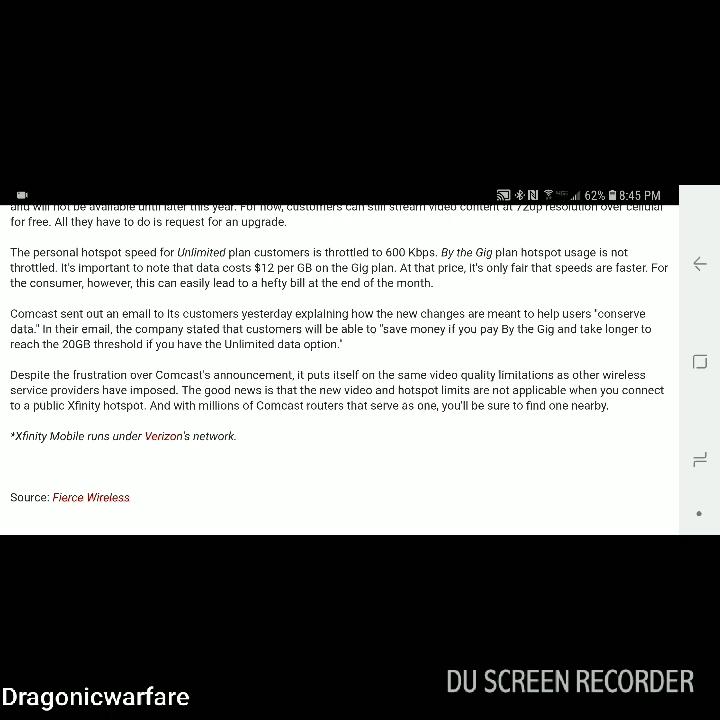 62% 8:45 PM
and will not be available until later this year. For now, customers can still stream video content at 720p resolution over cellular
for free. All they have to do is request for an upgrade.
The personal hotspot speed for Unlimited plan customers is throttled to 600 Kbps. By the Gig plan hotspot usage is not
throttled. It's important to note that data costs $12 per GB on the Gig plan. At that price, it's only fair that speeds are faster. For
the consumer, however, this can easily lead to a hefty bill at the end of the month.
Comcast sent out an email to its customers yesterday explaining how the new changes are meant to help users "conserve
data." In their email, the company stated that customers will be able to "save money if you pay By the Gig and take longer to
reach the 20GB threshold if you have the Unlimited data option."
Despite the frustration over Comcast's announcement, it puts itself on the same video quality limitations as other wireless
service providers have imposed. The good news is that the new video and hotspot limits are not applicable when you connect
to a public Xfinity hotspot. And with millions of Comcast routers that serve as one, you'll be sure to find one nearby.
*Xfinity Mobile runs under Verizon's network.
Source: Fierce Wireless
DU SCREEN RECORDER
Dragonicwarfare